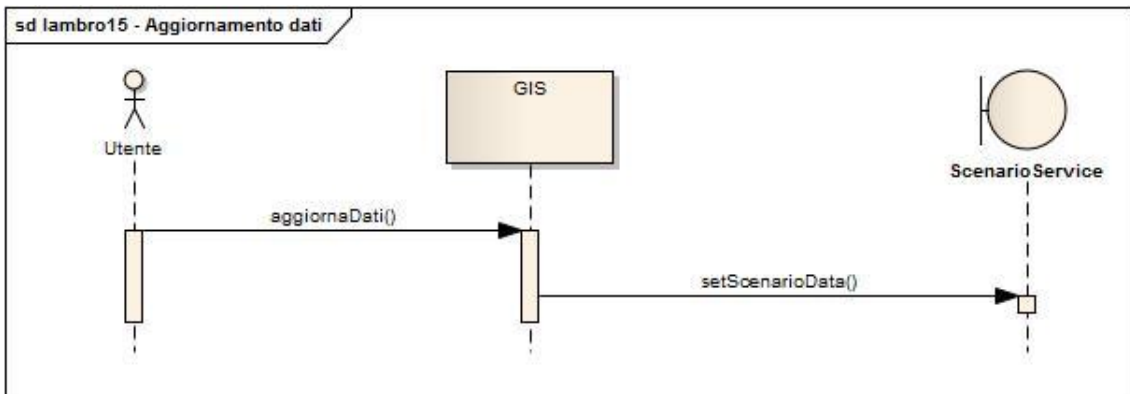 sd lambro15 - Aggiornamento dati
Utente
GIS
ScenarioService
aggiornaDati()
setScenarioData()